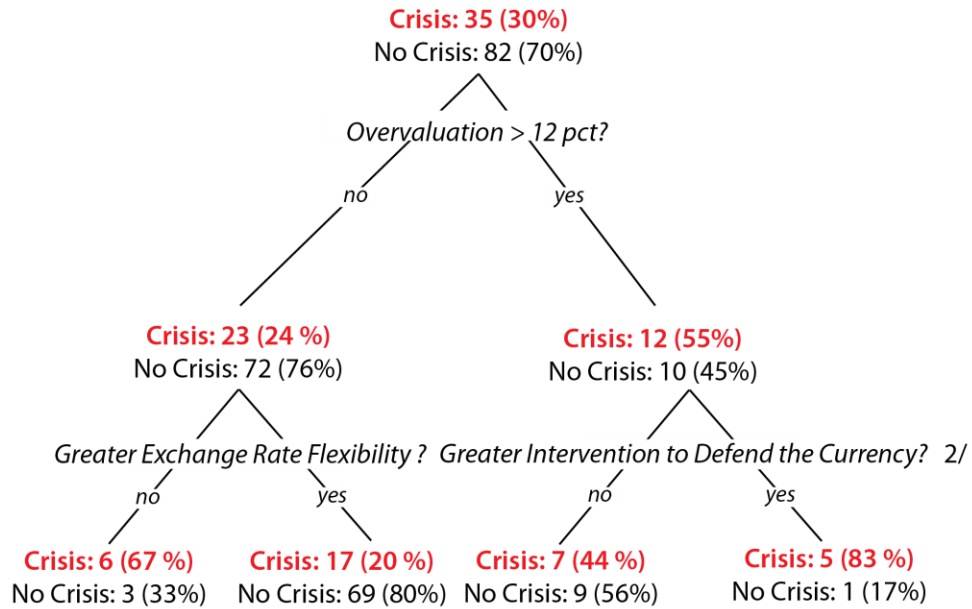 Crisis: 35 (30%)
No Crisis: 82 (70%)
Overvaluation > 12 pct?
no
yes
Crisis: 23 (24 %)
No Crisis: 72 (76%)
Crisis: 12 (55%)
No Crisis: 10 (45%)
Greater Exchange Rate Flexibility ?
Greater Intervention to Defend the Currency? 2/
no
yes
no
yes
Crisis: 6 (67 %)
No Crisis: 3 (33%)
Crisis: 17 (20 %)
No Crisis: 69 (80%)
Crisis: 7 (44 %)
No Crisis: 9 (56%)
Crisis: 5 (83 %)
No Crisis: 1 (17%)